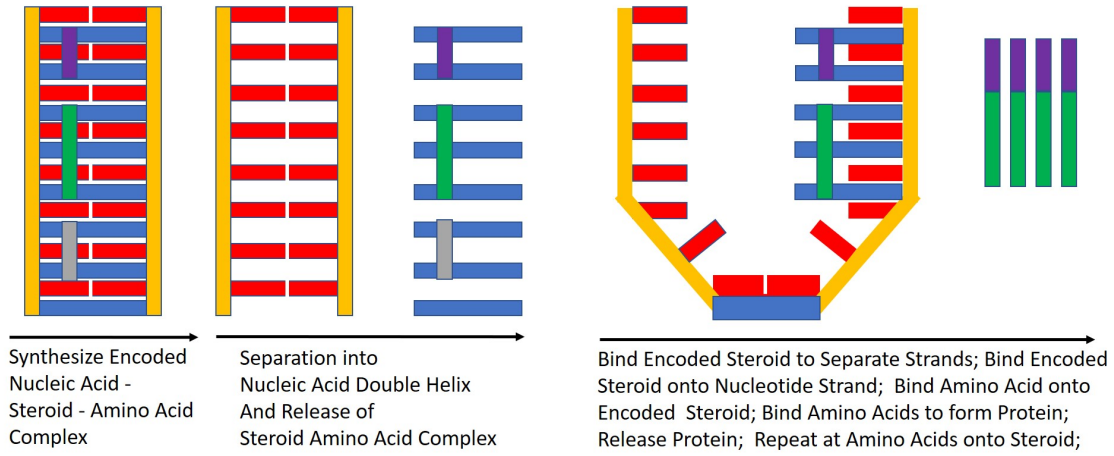 Synthesize Encoded
Nucleic Acid -
Steroid - Amino Acid
Complex
Separation into
Nucleic Acid Double Helix
And Release of
Steroid Amino Acid Complex
Bind Encoded Steroid to Separate Strands; Bind Encoded
Steroid onto Nucleotide Strand; Bind Amino Acid onto
Encoded Steroid; Bind Amino Acids to form Protein;
Release Protein; Repeat at Amino Acids onto Steroid;